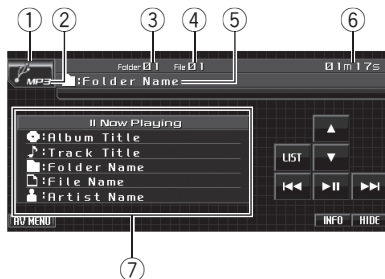 ① ② ③ ④ ⑤ ⑥
Folder 01 File 01 01m17s
MP3 :Folder Name
II Now Playing
:Album Title
:Track Title
:Folder Name
:File Name
:Artist Name
LIST
AV MENU INFO HIDE
⑦